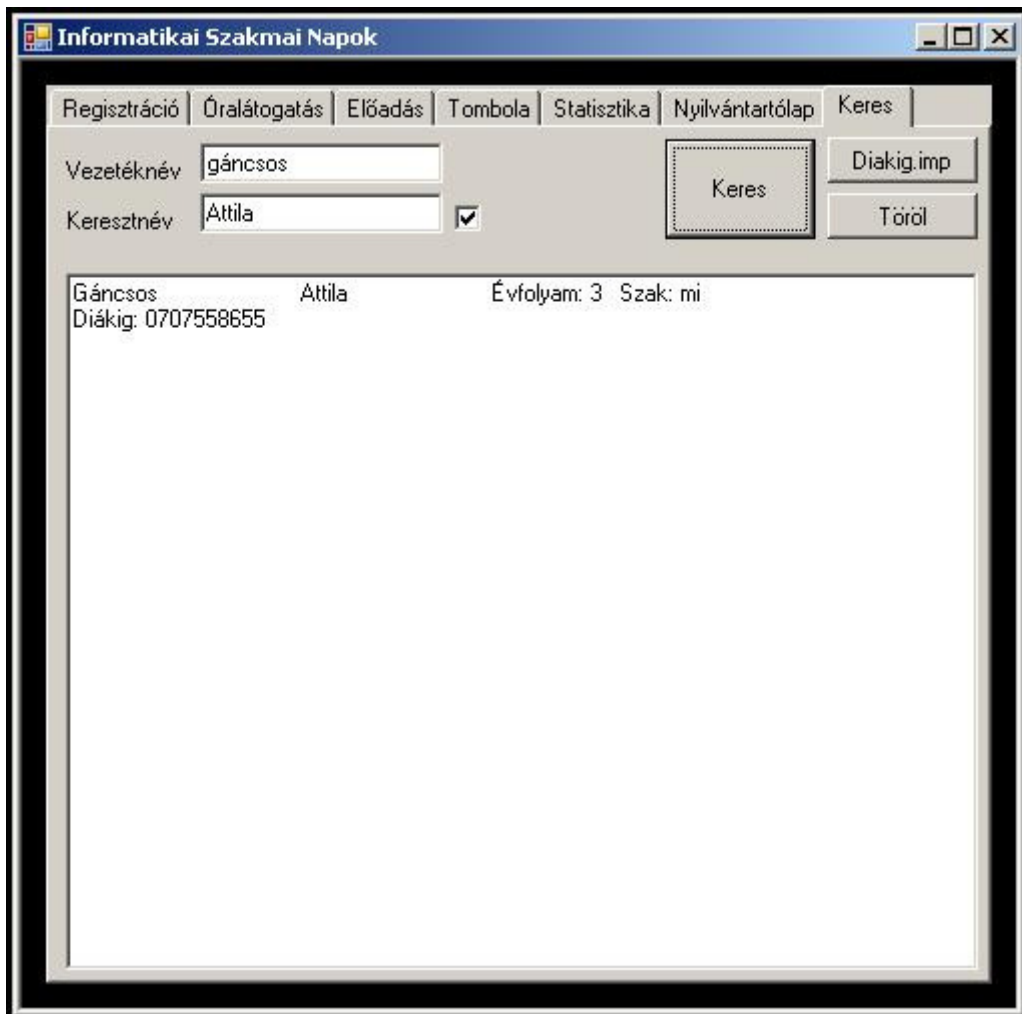 Informatikai Szakmai Napok
Regisztráció Óralátogatás Előadás Tombola Statisztika Nyilvántartólap Keres
Vezetéknév gáncsos Keres Diakig.imp
Keresztnév Attila Töröl
Gáncsos Attila Évfolyam: 3 Szak: mi
Diákig: 0707558655